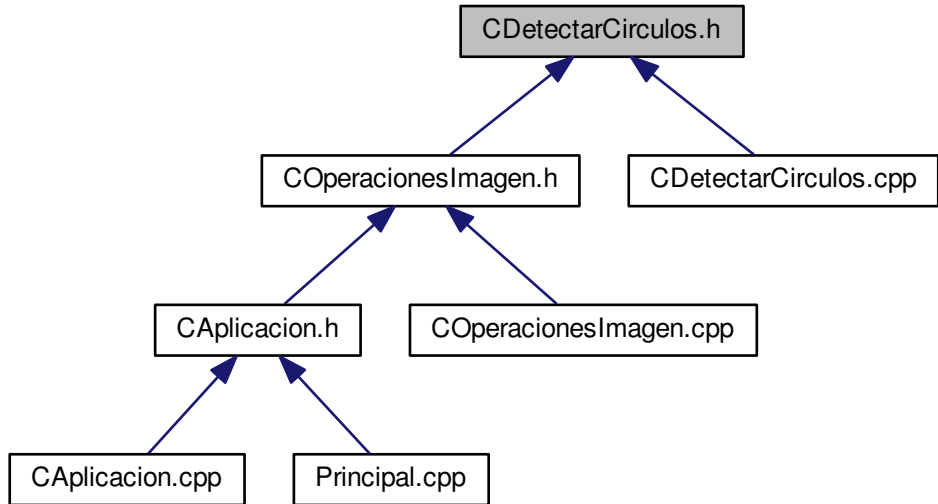 CDetectarCirculos.h
COperacionesImagen.h
CDetectarCirculos.cpp
CAplicacion.h
COperacionesImagen.cpp
CAplicacion.cpp
Principal.cpp